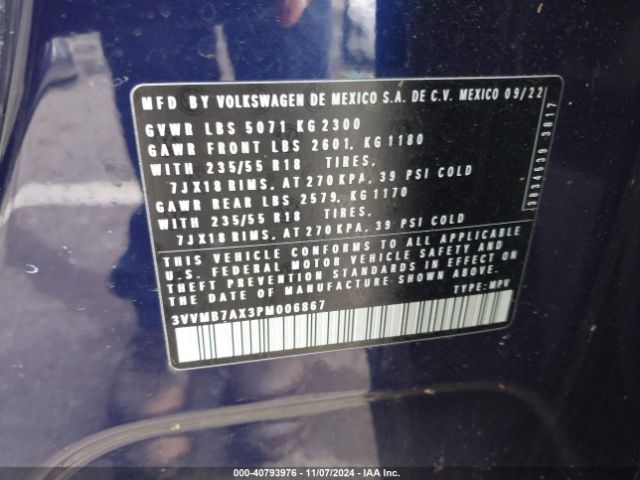 MFD BY VOLKSWAGEN DE MEXICO S.A. DE C.V. MEXICO 09/22
GVWR LBS 5071 KG 2300
GAWR FRONT LBS 2601, KG 1180
WITH 235/55 R18 TIRES,
7JX18 RIMS, AT 270 KPA, 39 PSI COLD
GAWR REAR LBS 2579, KG 1170
WITH 235/55 R18 TIRES,
7JX18 RIMS, AT 270 KPA, 39 PSI COLD
THIS VEHICLE CONFORMS TO ALL APPLICABLE
U.S. FEDERAL MOTOR VEHICLE SAFETY AND
THEFT PREVENTION STANDARDS IN EFFECT ON
THE DATE OF MANUFACTURE SHOWN ABOVE.
3VVMB7AX3PM006867 TYPE: MPV
3834639 3817
000-40793976 - 11/07/2024 - IAA Inc.